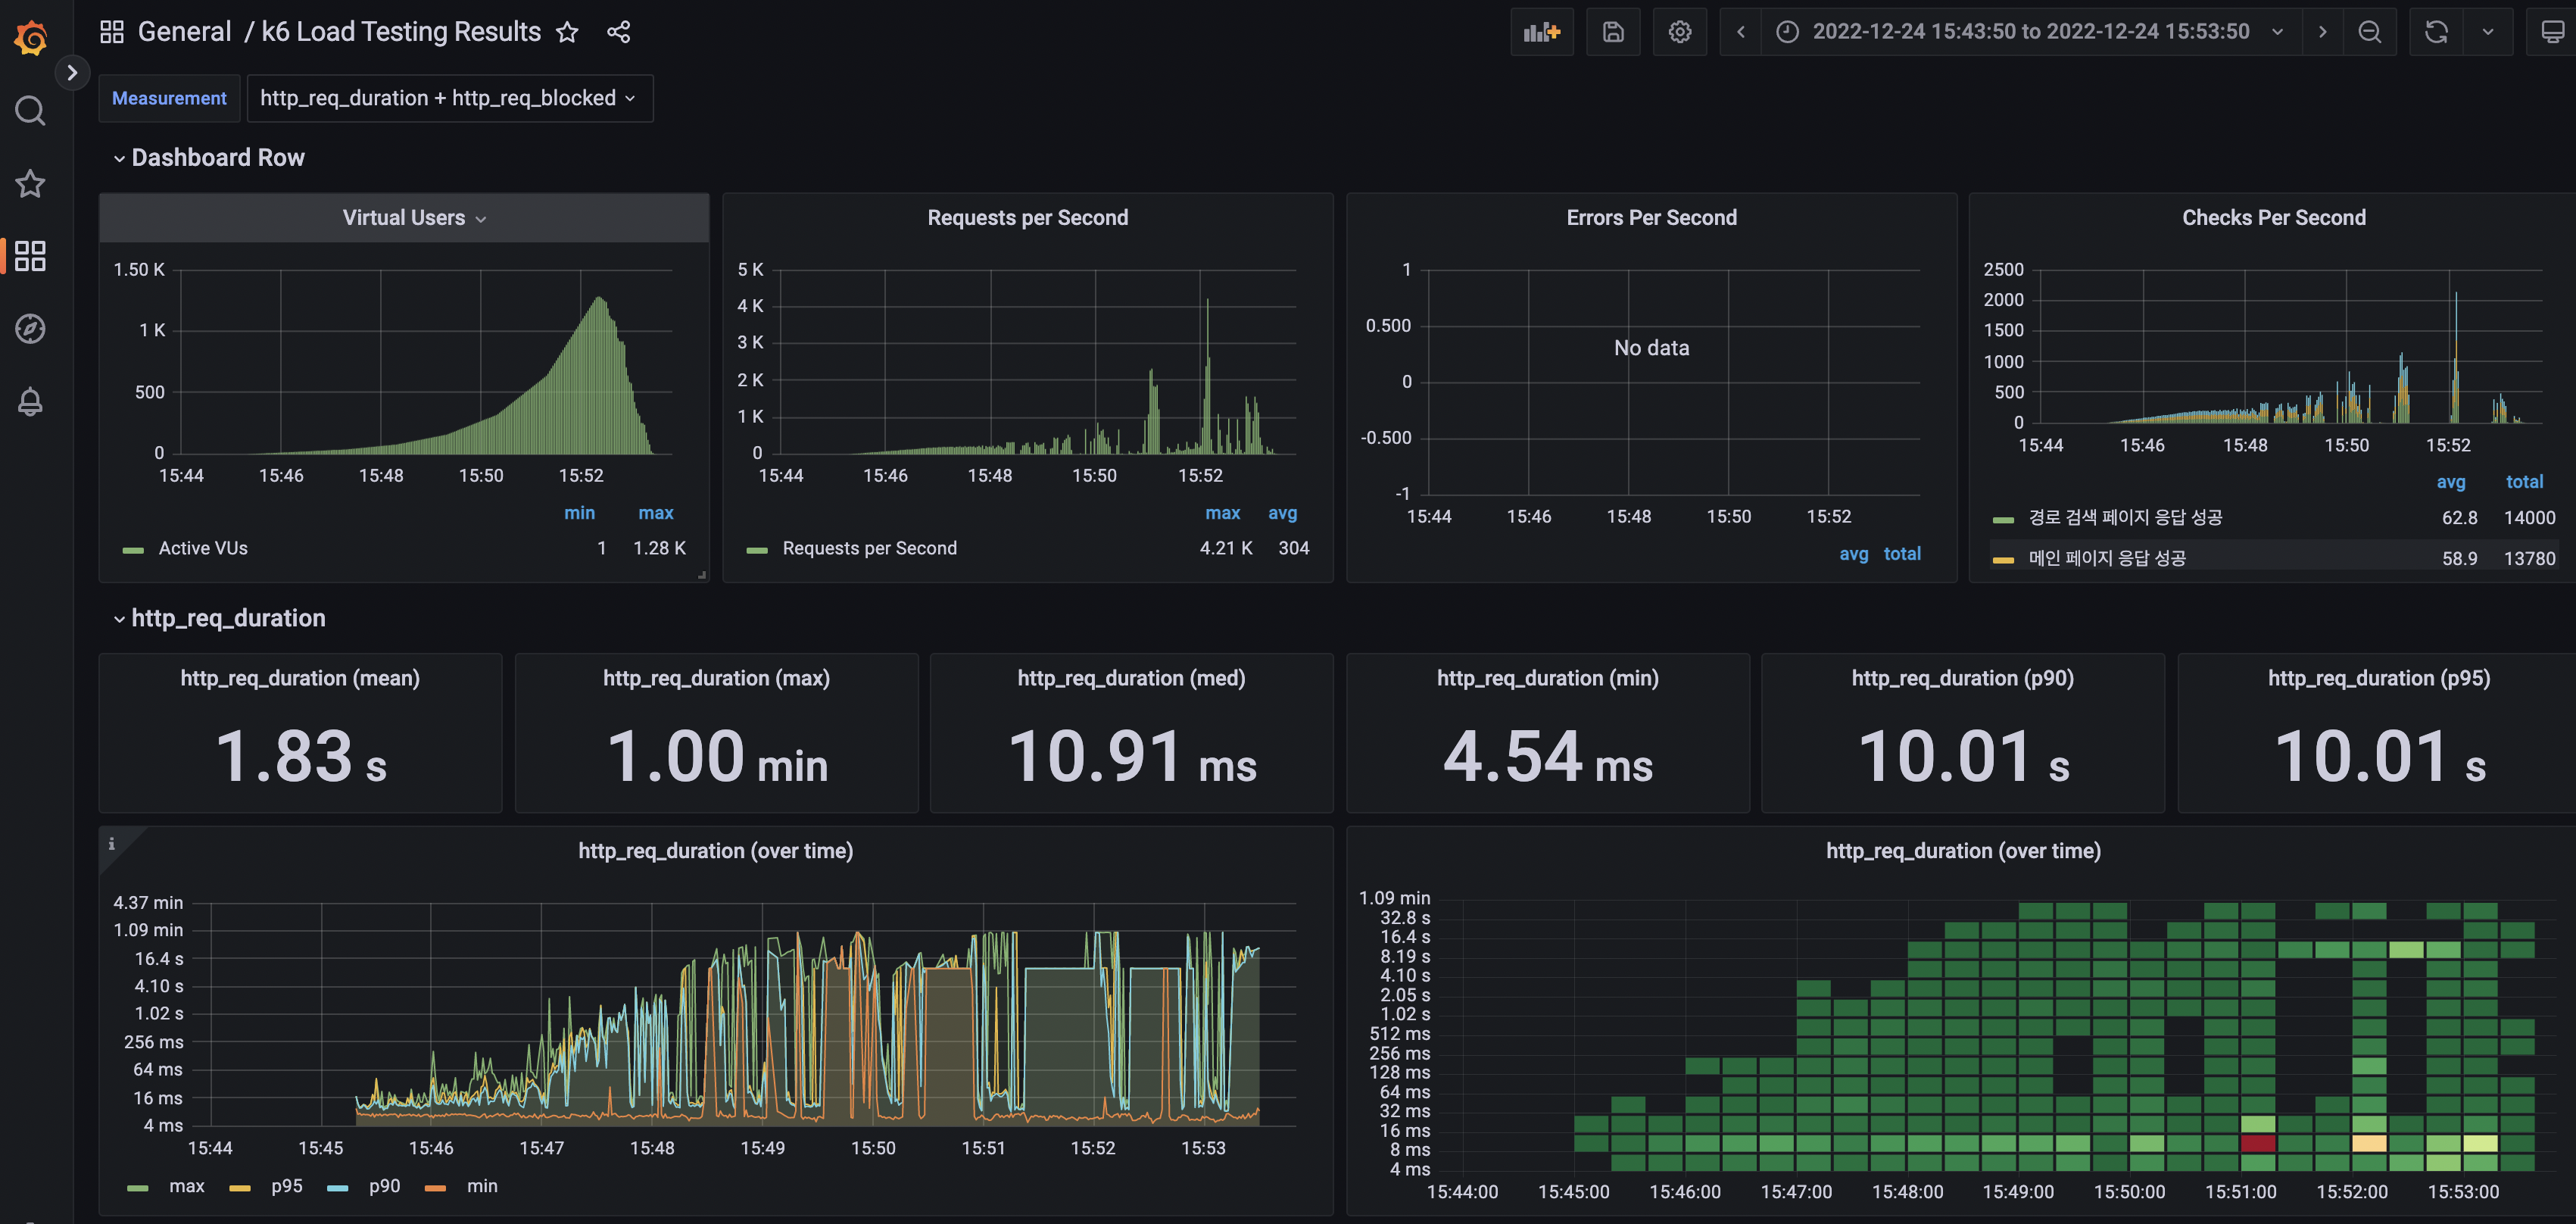 General / k6 Load Testing Results
2022-12-24 15:43:50 to 2022-12-24 15:53:50
Measurement
http_req_duration + http_req_blocked
Dashboard Row
Virtual Users
1.50 K
1 K
500
0
15:44 15:46 15:48 15:50 15:52
min max
Active VUs 1 1.28 K
Requests per Second
5 K
4 K
3 K
2 K
1 K
0
15:44 15:46 15:48 15:50 15:52
max avg
Requests per Second 4.21 K 304
Errors Per Second
1
0.500
0
-0.500
-1
No data
15:44 15:46 15:48 15:50 15:52
avg total
Checks Per Second
2500
2000
1500
1000
500
0
15:44 15:46 15:48 15:50 15:52
avg total
경로 검색 페이지 응답 성공 62.8 14000
메인 페이지 응답 성공 58.9 13780
http_req_duration
http_req_duration (mean)
1.83 s
http_req_duration (max)
1.00 min
http_req_duration (med)
10.91 ms
http_req_duration (min)
4.54 ms
http_req_duration (p90)
10.01 s
http_req_duration (p95)
10.01 s
i
http_req_duration (over time)
4.37 min
1.09 min
16.4 s
4.10 s
1.02 s
256 ms
64 ms
16 ms
4 ms
15:44 15:45 15:46 15:47 15:48 15:49 15:50 15:51 15:52 15:53
max p95 p90 min
http_req_duration (over time)
1.09 min
32.8 s
16.4 s
8.19 s
4.10 s
2.05 s
1.02 s
512 ms
256 ms
128 ms
64 ms
32 ms
16 ms
8 ms
4 ms
15:44:00 15:45:00 15:46:00 15:47:00 15:48:00 15:49:00 15:50:00 15:51:00 15:52:00 15:53:00